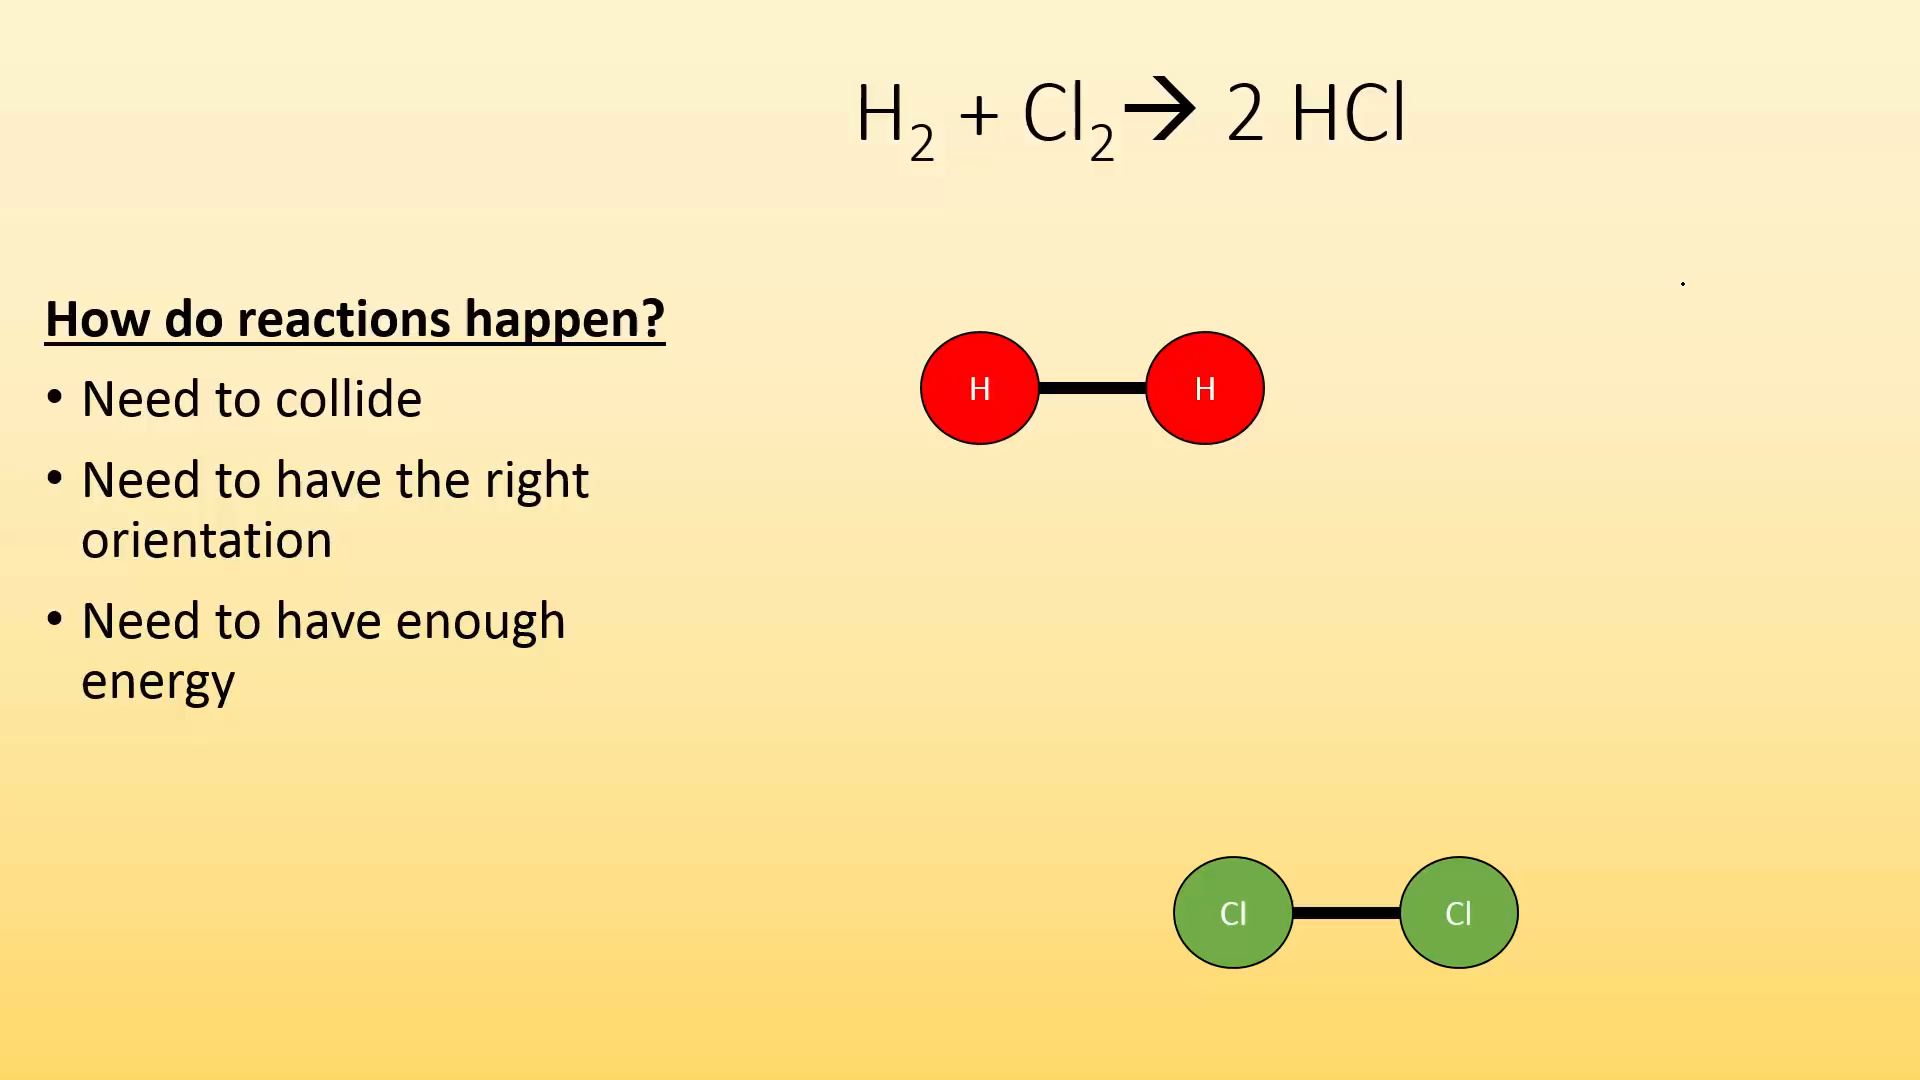 H₂ + Cl₂→ 2 HCl
How do reactions happen?
• Need to collide
• Need to have the right
orientation
• Need to have enough
energy
H H
Cl Cl